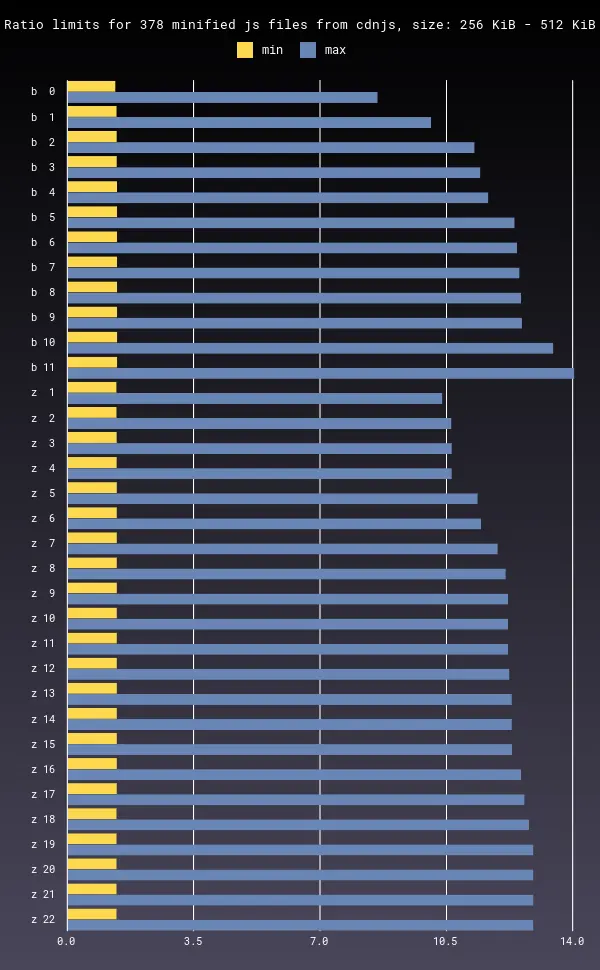 Ratio limits for 378 minified js files from cdnjs, size: 256 KiB - 512 KiB
min max
b 0
b 1
b 2
b 3
b 4
b 5
b 6
b 7
b 8
b 9
b 10
b 11
z 1
z 2
z 3
z 4
z 5
z 6
z 7
z 8
z 9
z 10
z 11
z 12
z 13
z 14
z 15
z 16
z 17
z 18
z 19
z 20
z 21
z 22
0.0 3.5 7.0 10.5 14.0